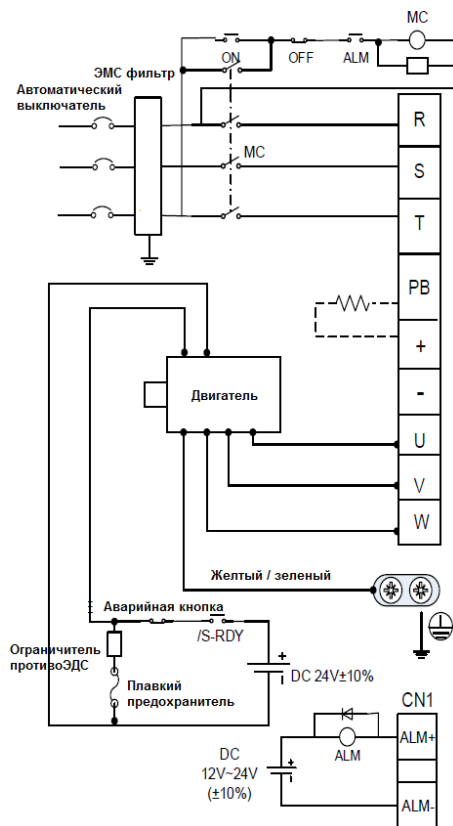 MC
ON
OFF
ALM
ЭМС фильтр
Автоматический
выключатель
R
MC
S
T
PB
+
-
Двигатель
U
V
W
Желтый / зеленый
Аварийная кнопка
/S-RDY
Ограничитель
противоЭДС
+
DC 24V±10%
Плавкий
предохранитель
CN1
ALM+
DC
12V~24V
(±10%)
+
ALM
ALM-